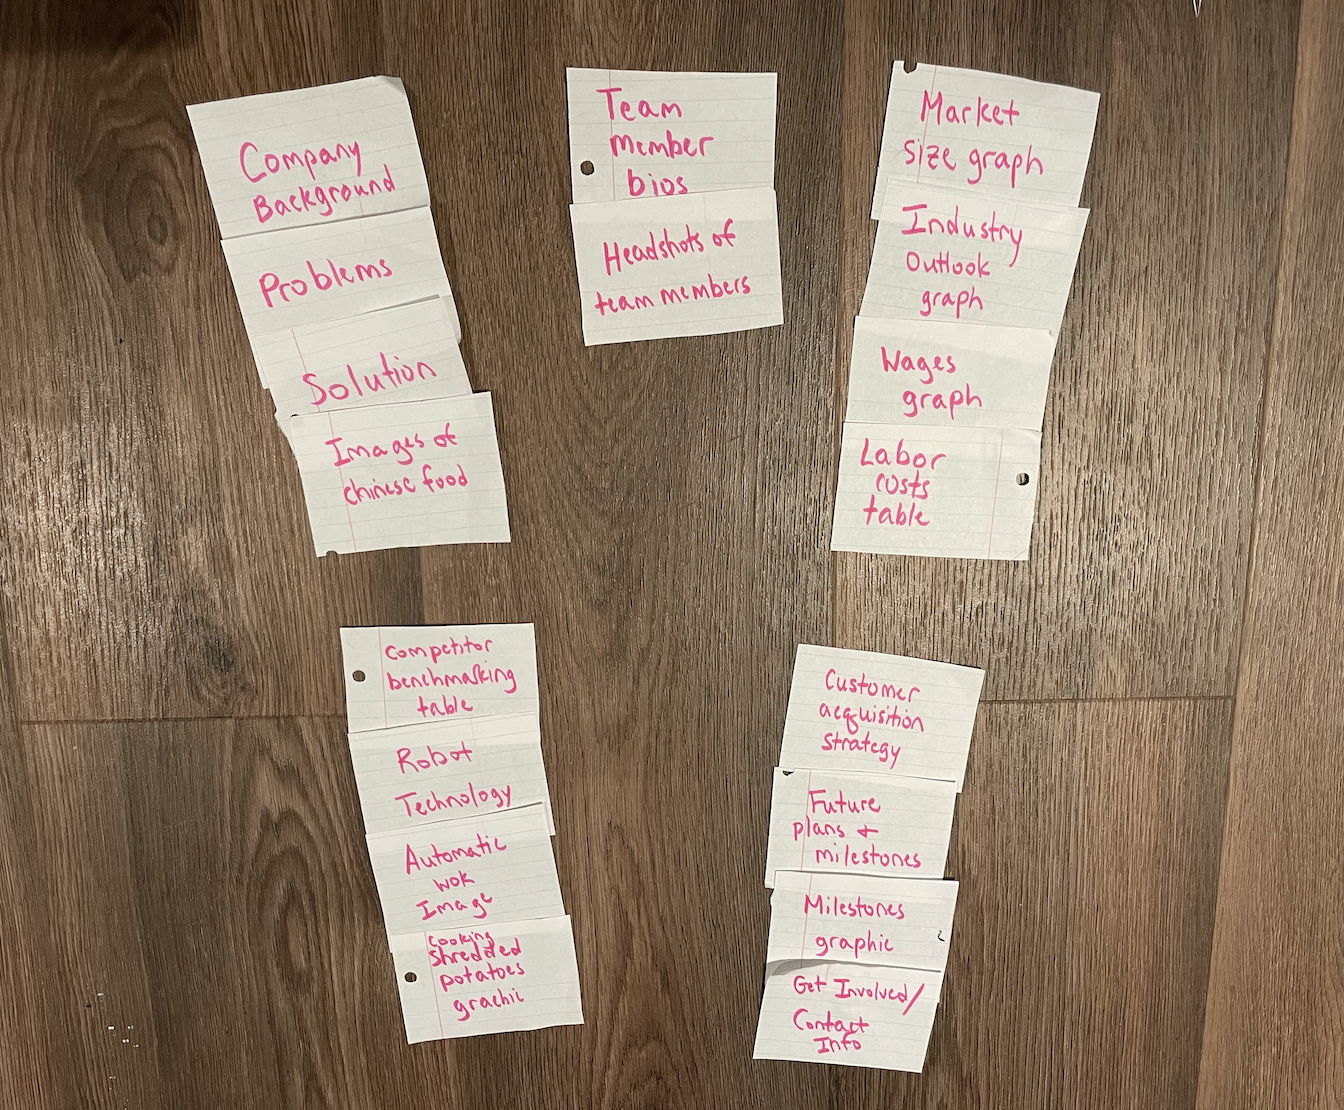 Company
Background
Problems
Solution
Images of
chinese food
Team
member
bios
Headshots of
team members
Market
size graph
Industry
Outlook
graph
Wages
graph
Labor
costs
table
competitor
benchmarking
table
Robot
Technology
Automatic
wok
Image
cooking
shredded
potatoes
grachic
Customer
acquisition
strategy
Future
plans +
milestones
Milestones
graphic
Get Involved/
Contact
Info